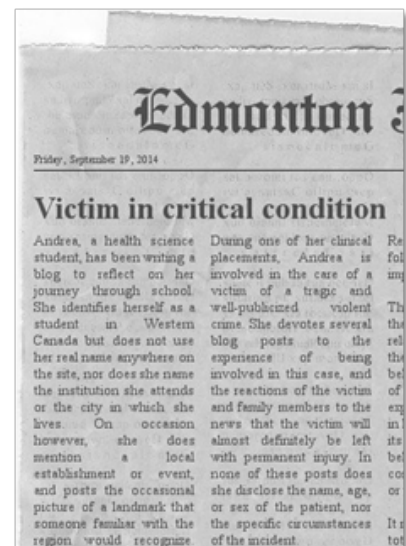 Edmonton
Friday, September 19, 2014
Victim in critical condition
Andrea, a health science
student, has been writing a
blog to reflect on her
journey through school.
She identifies herself as a
student in Western
Canada but does not use
her real name anywhere on
the site, nor does she name
the institution she attends
or the city in which she
lives. On occasion
however, she does
mention a local
establishment or event,
and posts the occasional
picture of a landmark that
someone familiar with the
region would recognize.
During one of her clinical
placements, Andrea is
involved in the care of a
victim of a tragic and
well-publicized violent
crime. She devotes several
blog posts to the
experience of being
involved in this case, and
the reactions of the victim
and family members to the
news that the victim will
almost definitely be left
with permanent injury. In
none of these posts does
she disclose the name, age,
or sex of the patient, nor
the specific circumstances
of the incident.